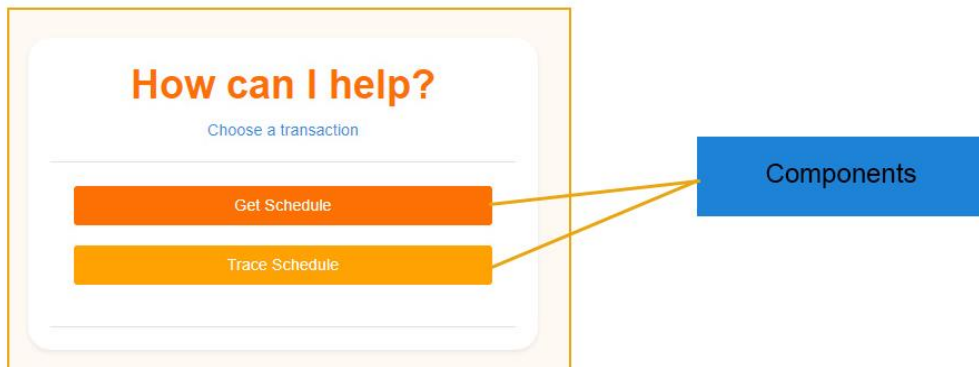 How can I help?
Choose a transaction
Get Schedule
Trace Schedule
Components